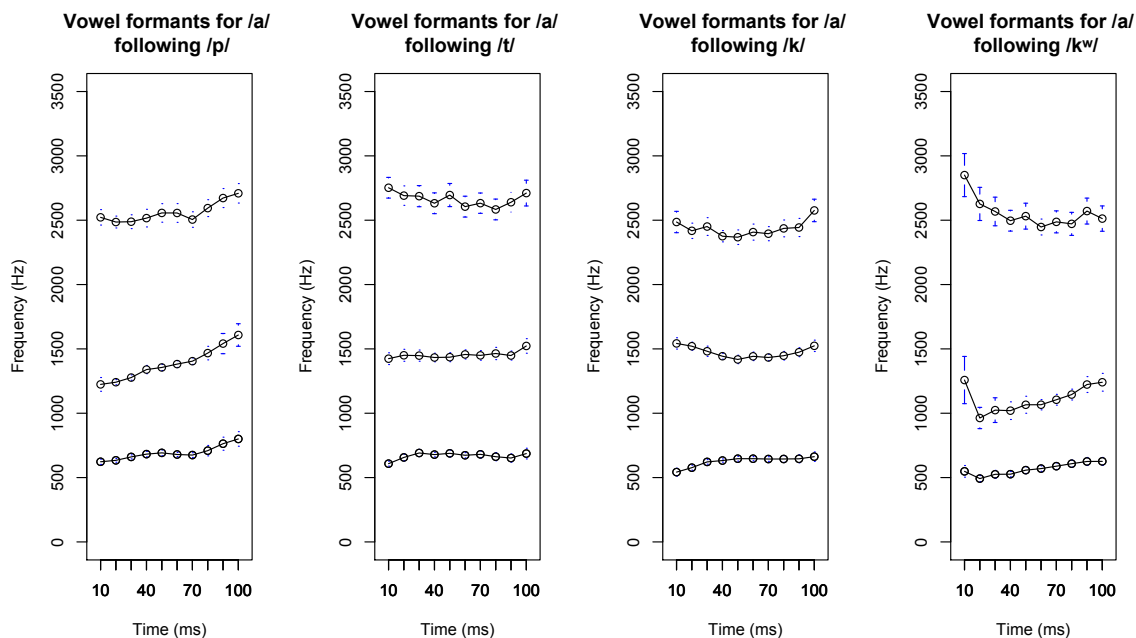 Vowel formants for /a/
following /p/
Frequency (Hz)
3500
3000
2500
2000
1500
1000
500
0
10 40 70 100
Time (ms)
Vowel formants for /a/
following /t/
Frequency (Hz)
3500
3000
2500
2000
1500
1000
500
0
10 40 70 100
Time (ms)
Vowel formants for /a/
following /k/
Frequency (Hz)
3500
3000
2500
2000
1500
1000
500
0
10 40 70 100
Time (ms)
Vowel formants for /a/
following /kʷ/
Frequency (Hz)
3500
3000
2500
2000
1500
1000
500
0
10 40 70 100
Time (ms)